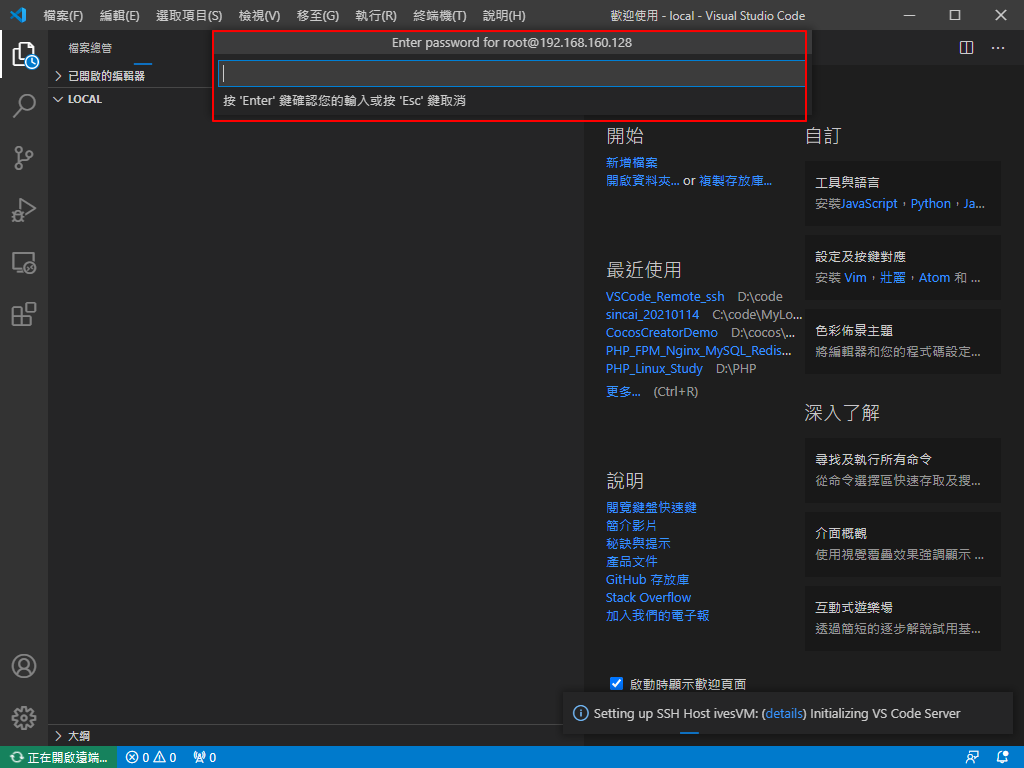 檔案(F) 編輯(E) 選取項目(S) 檢視(V) 移至(G) 執行(R) 終端機(T) 說明(H) 歡迎使用 - local - Visual Studio Code
Enter password for root@192.168.160.128
按 'Enter' 鍵確認您的輸入或按 'Esc' 鍵取消
檔案總管
已開啟的編輯器
LOCAL
大綱
開始
新增檔案
開啟資料夾... or 複製存放庫...
最近使用
VSCode_Remote_ssh D:\code
sincai_20210114 C:\code\MyLo...
CocosCreatorDemo D:\cocos\...
PHP_FPM_Nginx_MySQL_Redis...
PHP_Linux_Study D:\PHP
更多... (Ctrl+R)
說明
閱覽鍵盤快速鍵
簡介影片
秘訣與提示
產品文件
GitHub 存放庫
Stack Overflow
加入我們的電子報
啟動時顯示歡迎頁面
自訂
工具與語言
安裝JavaScript，Python，Ja...
設定及按鍵對應
安裝 Vim，壯麗，Atom 和 ...
色彩佈景主題
將編輯器和您的程式碼設定...
深入了解
尋找及執行所有命令
從命令選擇區快速存取及搜...
介面概觀
使用視覺覆疊效果強調顯示 ...
互動式遊樂場
透過簡短的逐步解說試用基...
Setting up SSH Host ivesVM: (details) Initializing VS Code Server
正在開啟遠端... 0 0 0